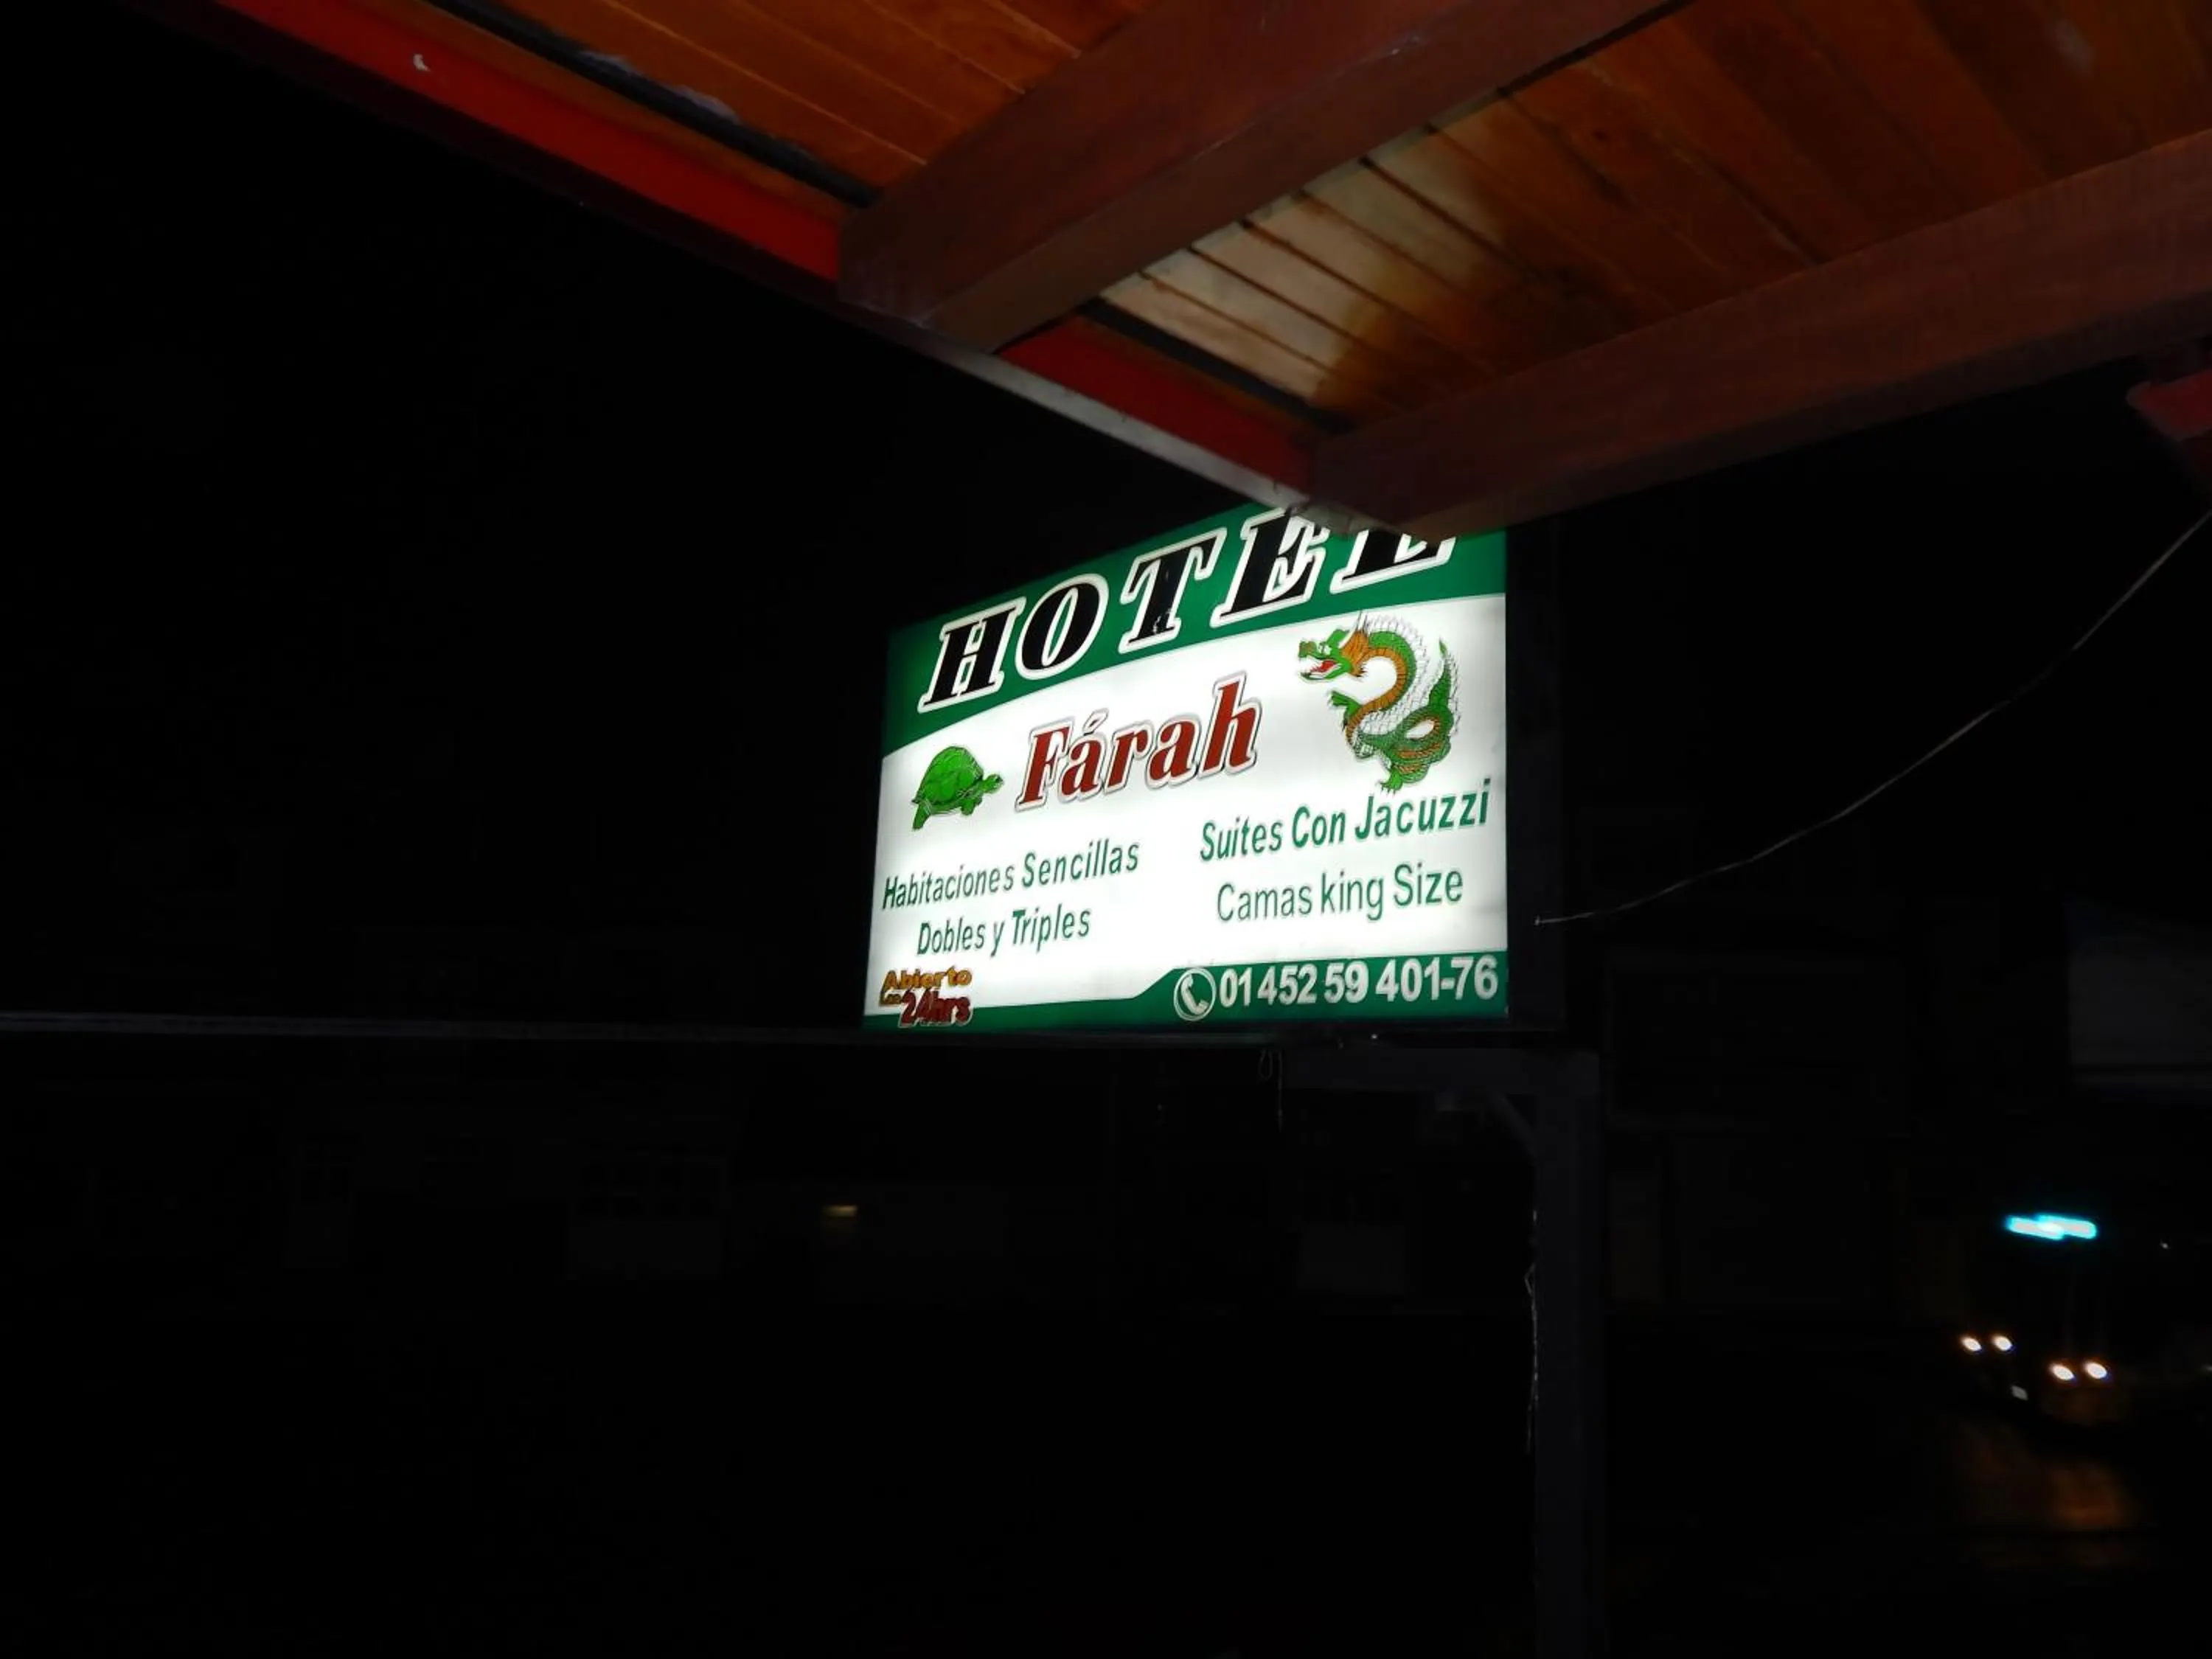 HOTEL
Fárah
Habitaciones Sencillas
Dobles y Triples
Suites Con Jacuzzi
Camas king Size
Abierto
Las 24hrs
01 452 59 401-76